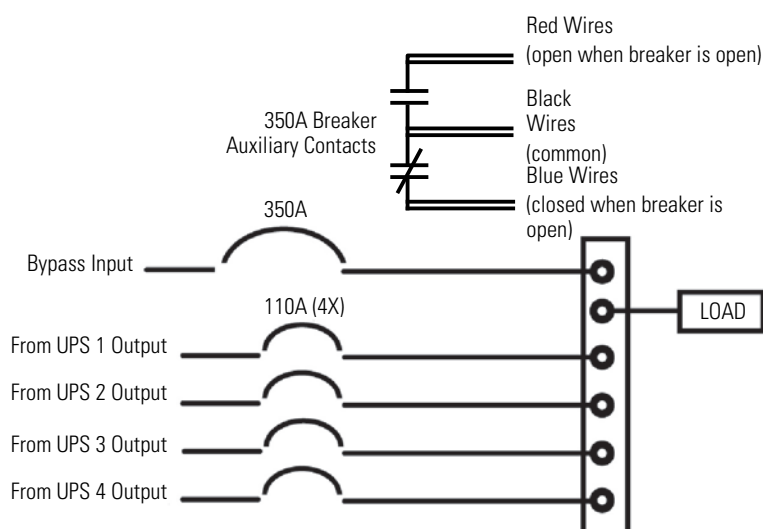 Red Wires
(open when breaker is open)
Black
Wires
(common)
350A Breaker
Auxiliary Contacts
Blue Wires
(closed when breaker is
open)
350A
Bypass Input
110A (4X)
LOAD
From UPS 1 Output
From UPS 2 Output
From UPS 3 Output
From UPS 4 Output